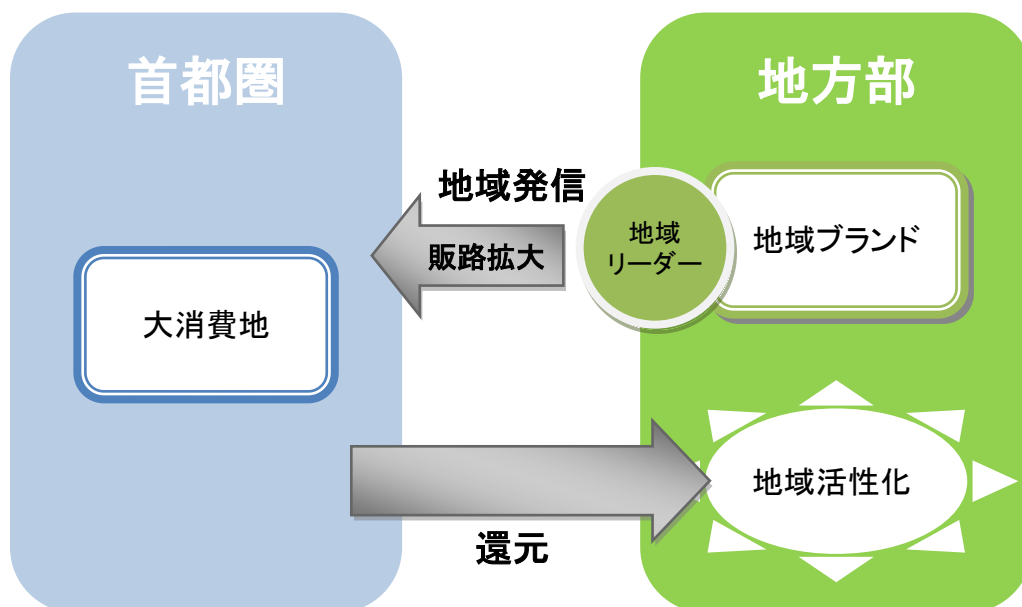 首都圏
地方部
地域発信
販路拡大
地域
リーダー
地域ブランド
大消費地
地域活性化
還元